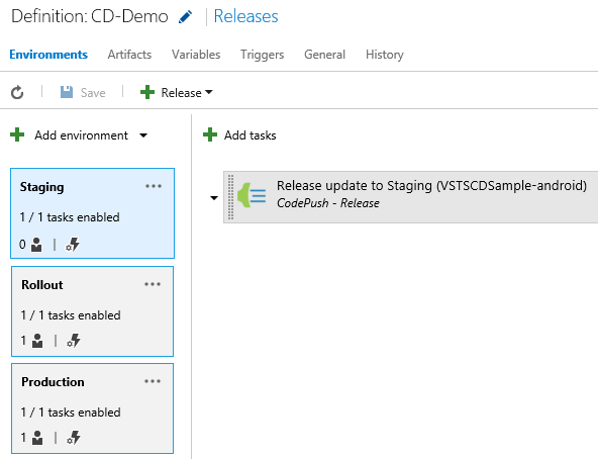 Definition: CD-Demo | Releases
Environments Artifacts Variables Triggers General History
Save Release
Add environment
Add tasks
Staging ...
1 / 1 tasks enabled
0 |
Rollout ...
1 / 1 tasks enabled
1 |
Production ...
1 / 1 tasks enabled
1 |
Release update to Staging (VSTSCDSample-android)
CodePush - Release